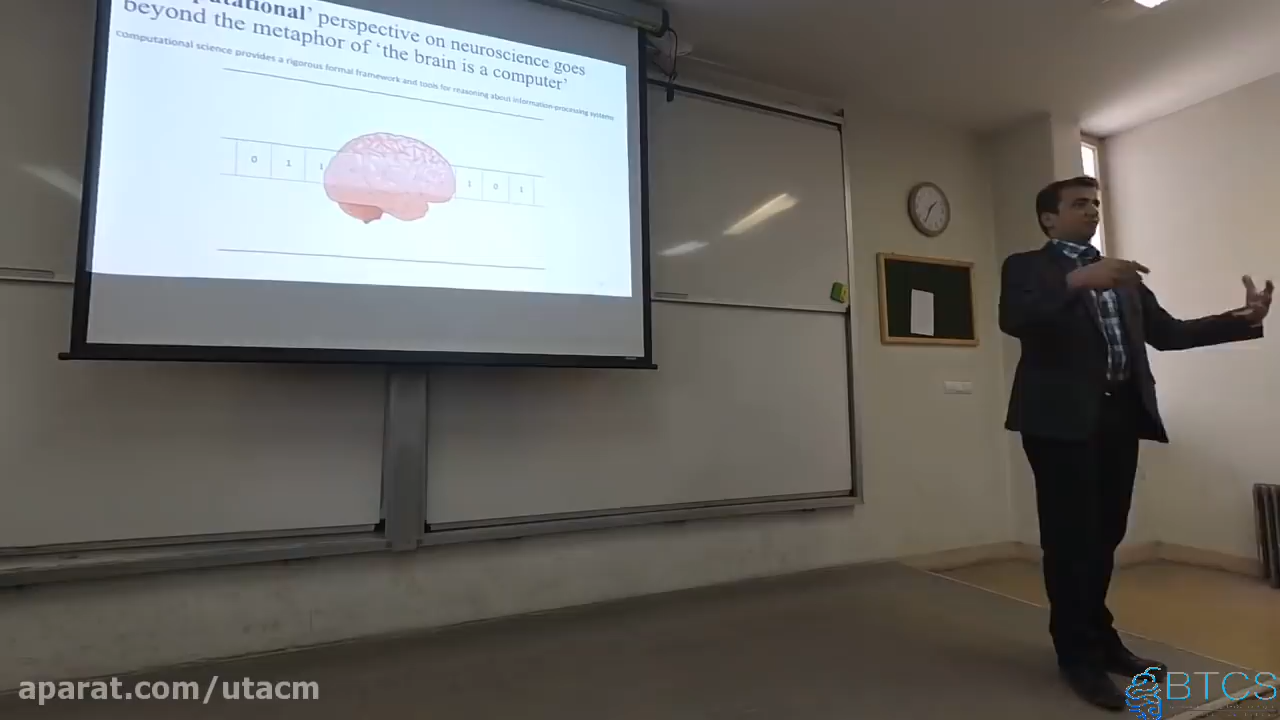 putational’ perspective on neuroscience goes
beyond the metaphor of ‘the brain is a computer’
computational science provides a rigorous formal framework and tools for reasoning about information-processing systems
0 1 1 1 0 1
aparat.com/utacm
BTCS